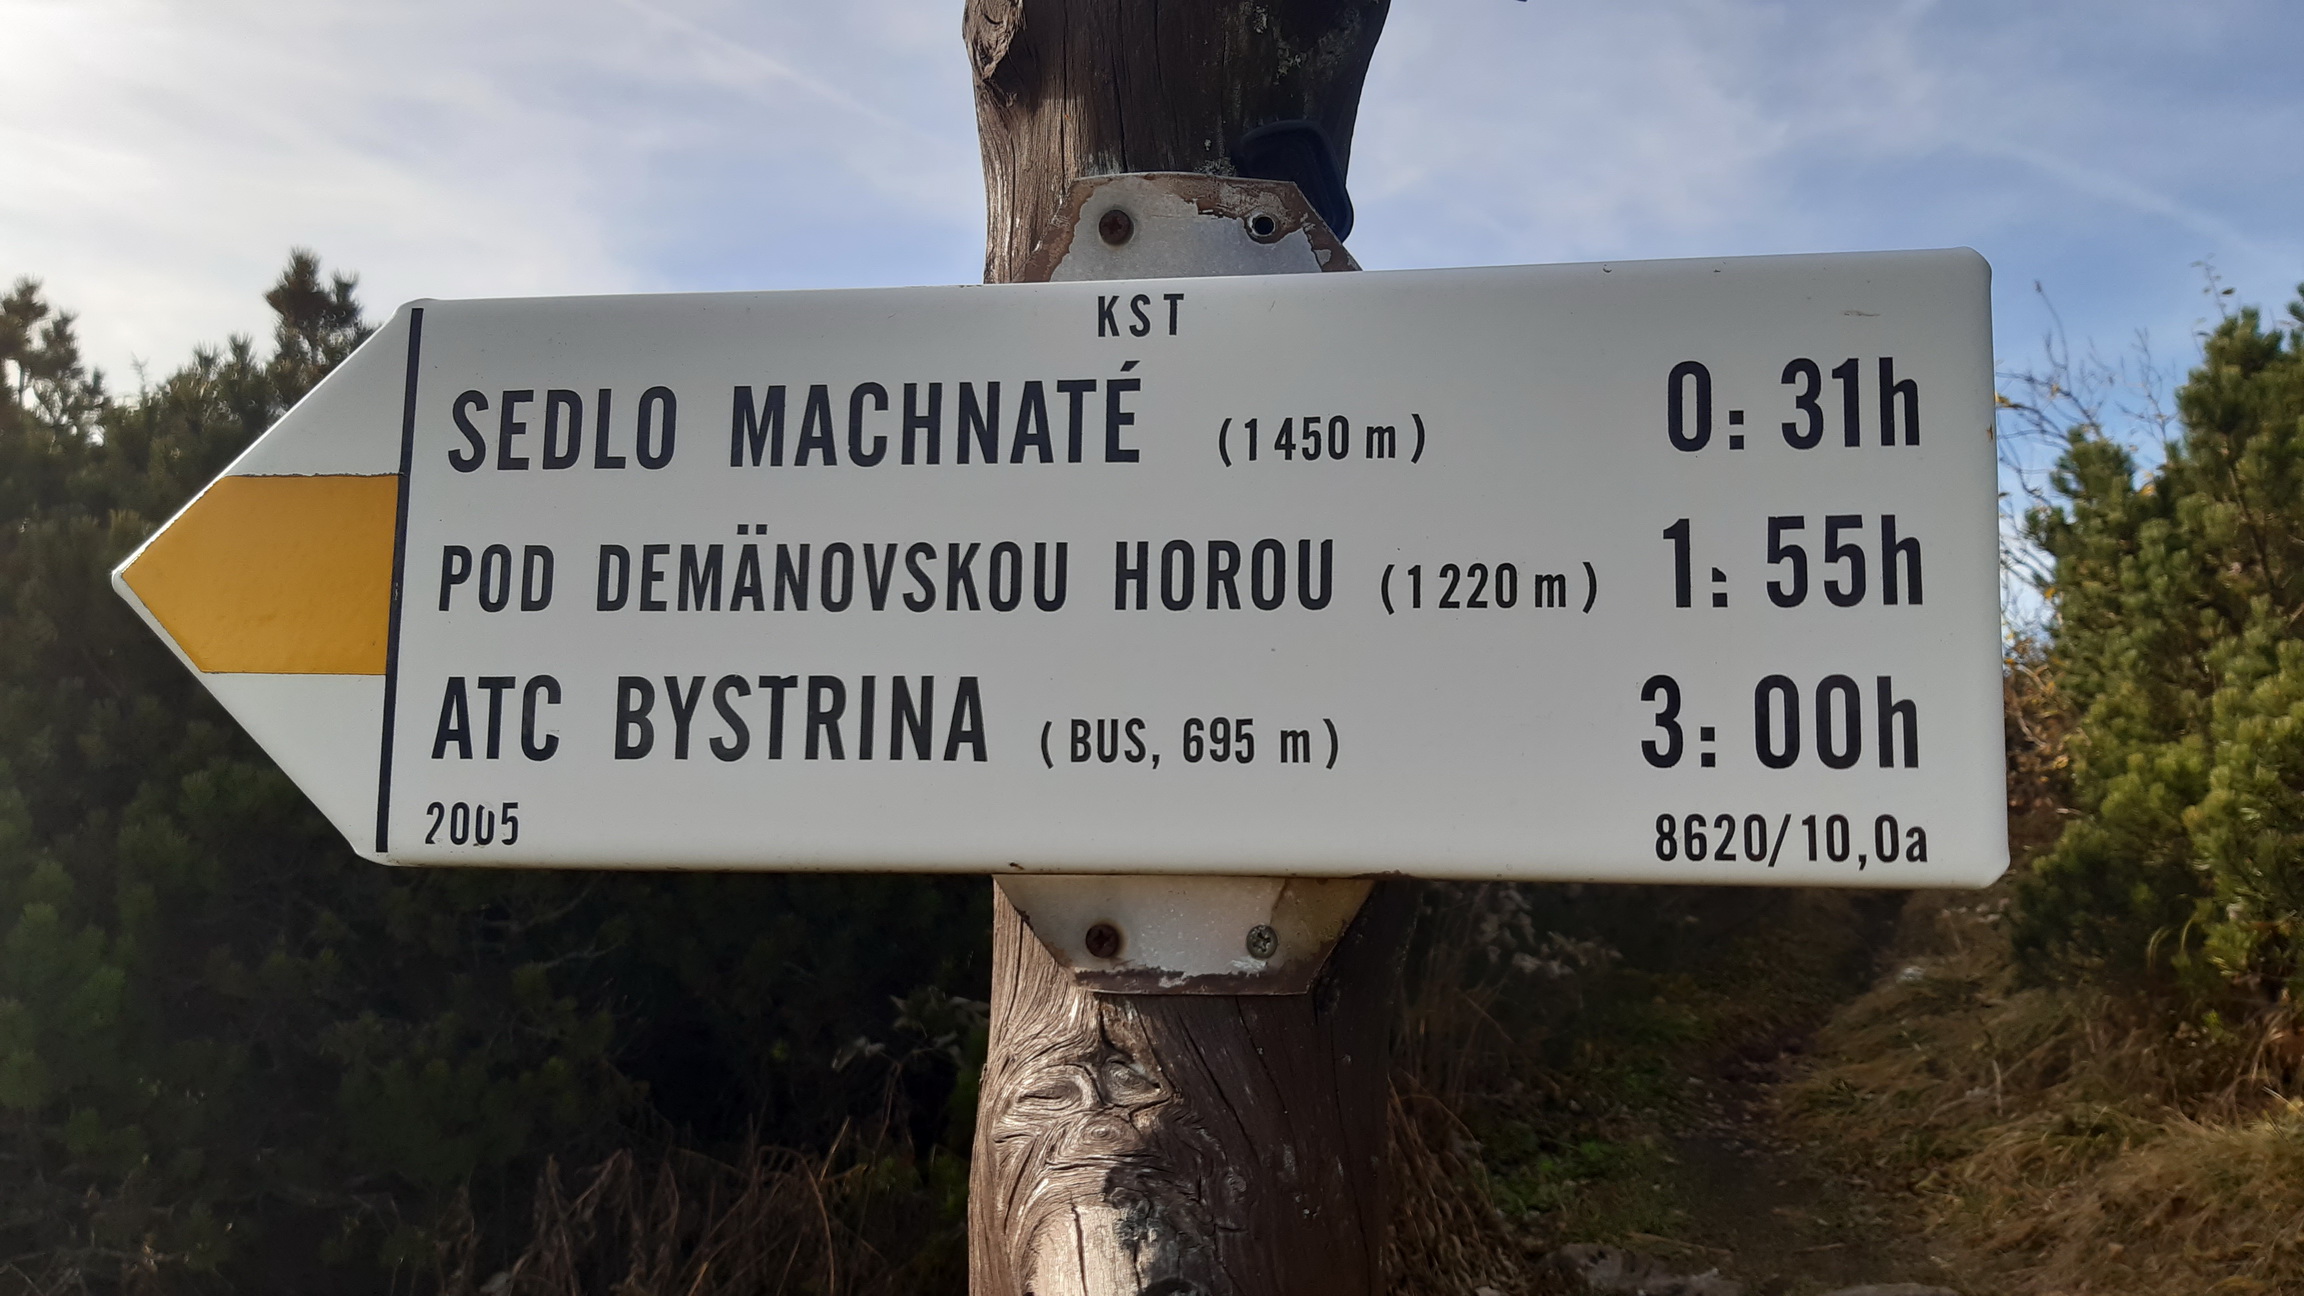 KST
SEDLO MACHNATÉ (1450 m) 0:31h
POD DEMÄNOVSKOU HOROU (1220 m) 1:55h
ATC BYSTRINA (BUS, 695 m) 3:00h
2005 8620/10,0a